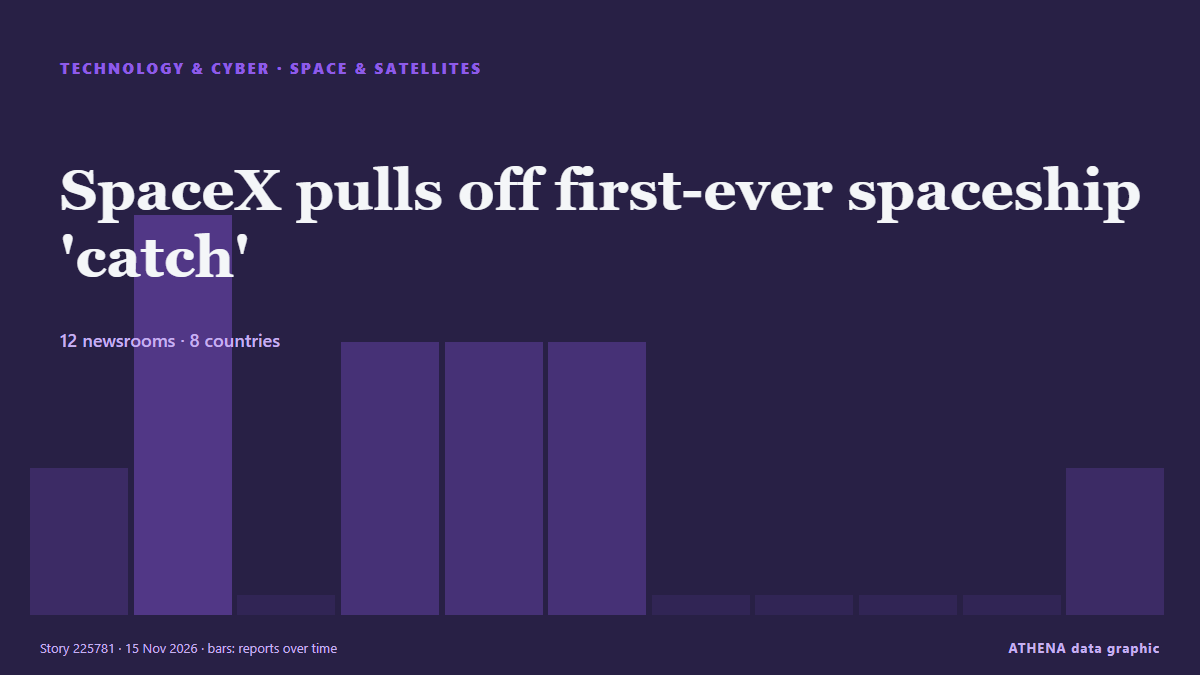 TECHNOLOGY & CYBER · SPACE & SATELLITES
SpaceX pulls off first-ever spaceship
'catch'
12 newsrooms · 8 countries
Story 225781 · 15 Nov 2026 · bars: reports over time
ATHENA data graphic